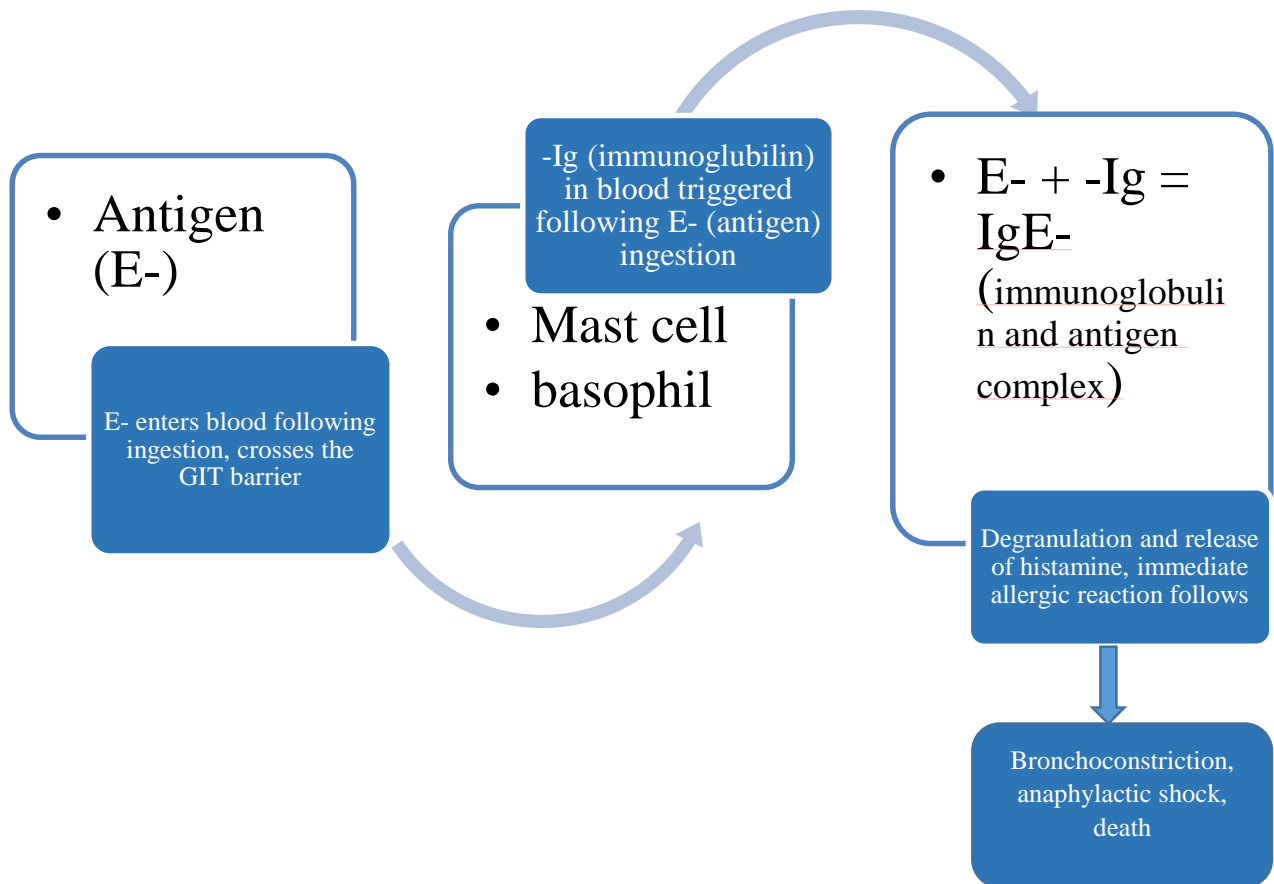 • Antigen
(E-)
E- enters blood following
ingestion, crosses the
GIT barrier
-Ig (immunoglubilin)
in blood triggered
following E- (antigen)
ingestion
• Mast cell
• basophil
• E- + -Ig =
IgE-
(immunoglobuli
n and antigen
complex)
Degranulation and release
of histamine, immediate
allergic reaction follows
Bronchoconstriction,
anaphylactic shock,
death